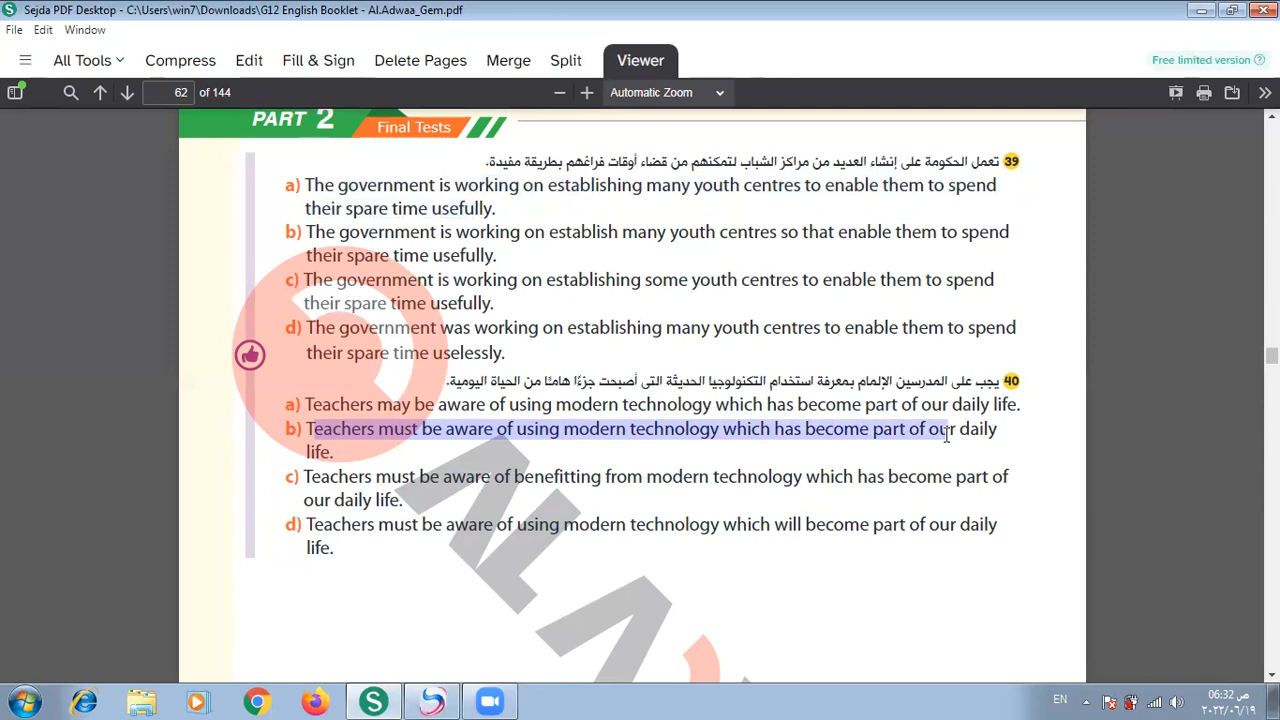 Sejda PDF Desktop - C:\Users\win7\Downloads\G12 English Booklet - Al.Adwaa_Gem.pdf
File Edit Window
All Tools Compress Edit Fill & Sign Delete Pages Merge Split Viewer Free limited version
62 of 144 Automatic Zoom
PART 2 Final Tests
39 تعمل الحكومة على إنشاء العديد من مراكز الشباب لتمكنهم من قضاء أوقات فراغهم بطريقة مفيدة.
a) The government is working on establishing many youth centres to enable them to spend
their spare time usefully.
b) The government is working on establish many youth centres so that enable them to spend
their spare time usefully.
c) The government is working on establishing some youth centres to enable them to spend
their spare time usefully.
d) The government was working on establishing many youth centres to enable them to spend
their spare time uselessly.
40 يجب على المدرسين الإلمام بمعرفة استخدام التكنولوجيا الحديثة التى أصبحت جزءًا هامًا من الحياة اليومية.
a) Teachers may be aware of using modern technology which has become part of our daily life.
b) Teachers must be aware of using modern technology which has become part of our daily
life.
c) Teachers must be aware of benefitting from modern technology which has become part of
our daily life.
d) Teachers must be aware of using modern technology which will become part of our daily
life.
EN 06:32 ص
٢٠٢٢/٠٦/١٩